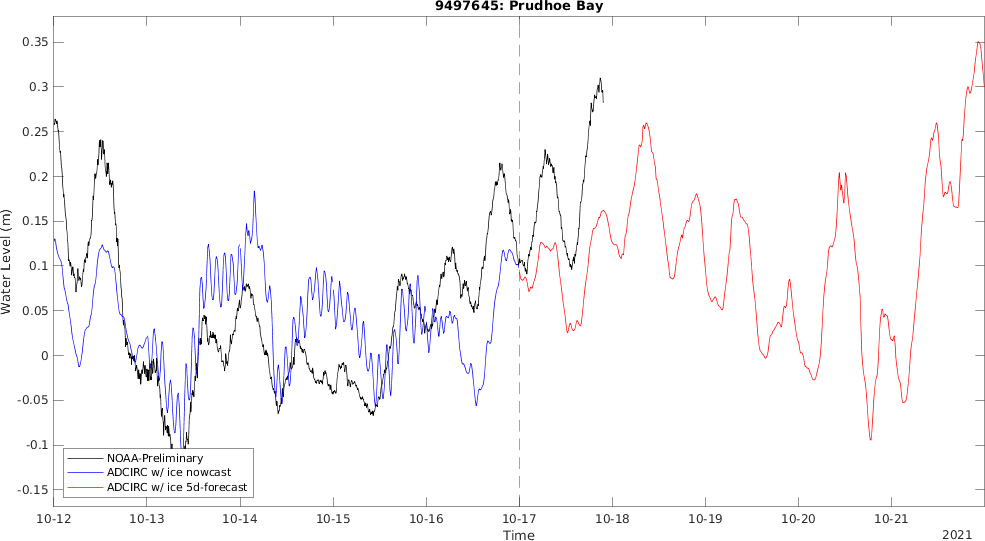 9497645: Prudhoe Bay
Water Level (m)
0.35
0.3
0.25
0.2
0.15
0.1
0.05
0
-0.05
-0.1
-0.15
NOAA-Preliminary
ADCIRC w/ ice nowcast
ADCIRC w/ ice 5d-forecast
10-12 10-13 10-14 10-15 10-16 10-17 10-18 10-19 10-20 10-21
Time
2021